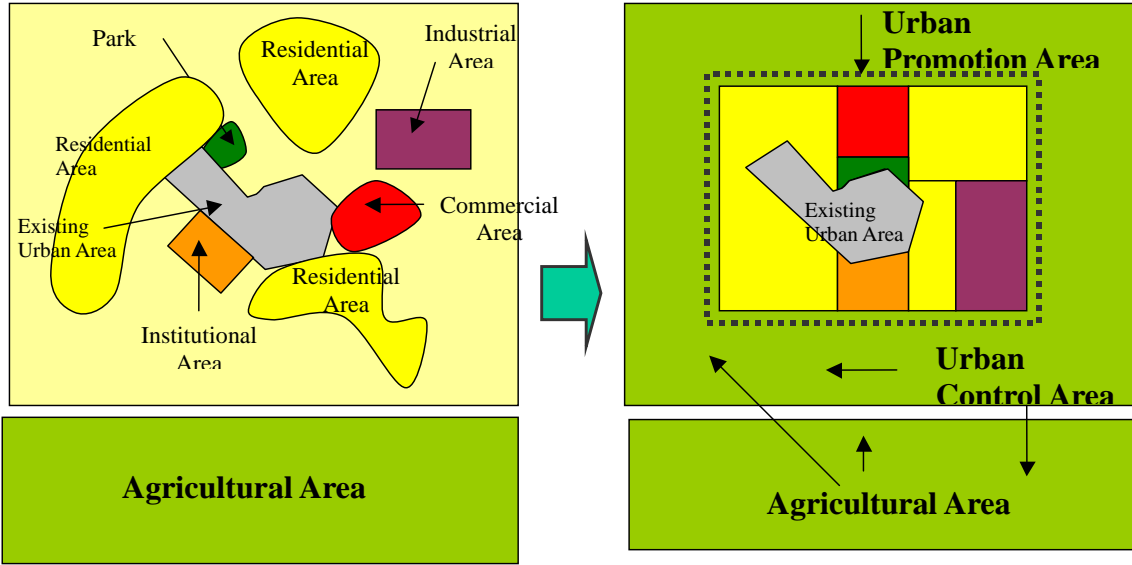 Park
Residential
Area
Industrial
Area
Residential
Area
Existing
Urban Area
Commercial
Area
Residential
Area
Institutional
Area
Agricultural Area
Urban
Promotion Area
Existing
Urban Area
Urban
Control Area
Agricultural Area